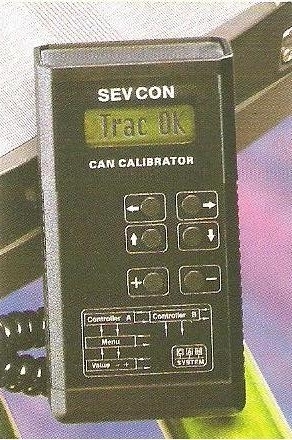 SEVCON
Trac OK
CAN CALIBRATOR
← →
↑ ↓
+ −
Controller A Controller B
Menu
Value - +
SYSTEM